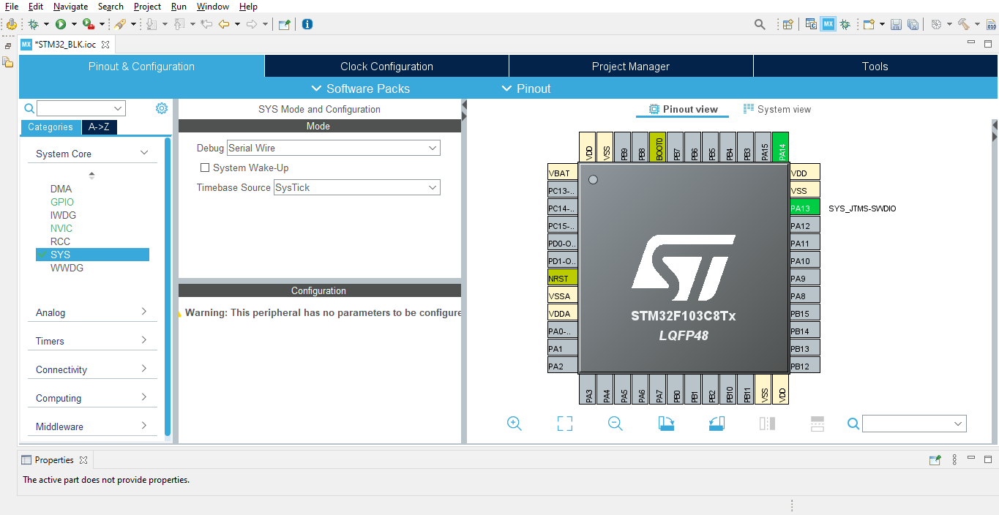 File Edit Navigate Search Project Run Window Help
MX *STM32_BLK.ioc
Pinout & Configuration Clock Configuration Project Manager Tools
Software Packs Pinout
Categories A->Z
System Core
DMA
GPIO
IWDG
NVIC
RCC
SYS
WWDG
Analog
Timers
Connectivity
Computing
Middleware
SYS Mode and Configuration
Mode
Debug Serial Wire
System Wake-Up
Timebase Source SysTick
Configuration
Warning: This peripheral has no parameters to be configure
Pinout view System view
VDD VSS PB9 PB8 BOOT0 PB7 PB6 PB5 PB4 PB3 PA15 PA14
VBAT
PC13-..
PC14-..
PC15-..
PD0-O..
PD1-O..
NRST
VSSA
VDDA
PA0-..
PA1
PA2
ST
STM32F103C8Tx
LQFP48
VDD
VSS
PA13 SYS_JTMS-SWDIO
PA12
PA11
PA10
PA9
PA8
PB15
PB14
PB13
PB12
PA3 PA4 PA5 PA6 PA7 PB0 PB1 PB2 PB10 PB11 VSS VDD
Properties
The active part does not provide properties.
MX
010